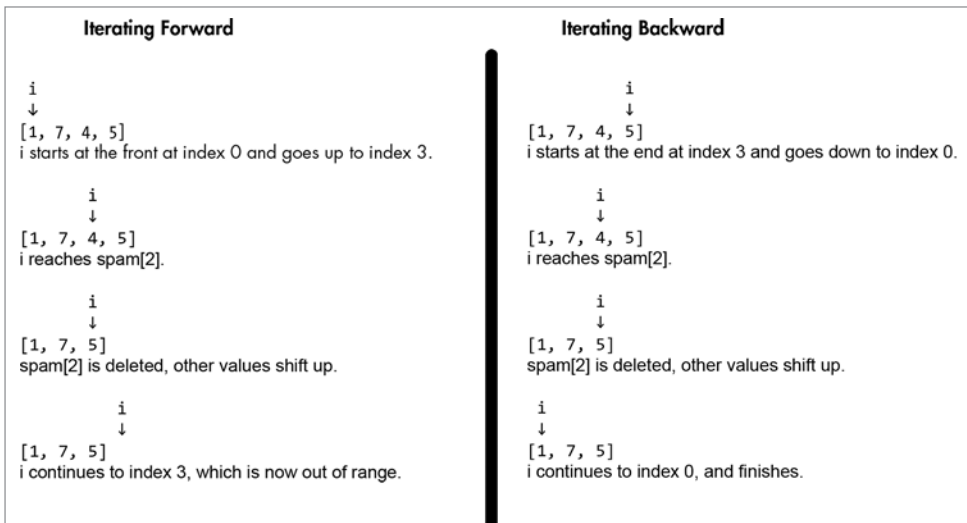 Iterating Forward
i
↓
[1, 7, 4, 5]
i starts at the front at index 0 and goes up to index 3.
i
↓
[1, 7, 4, 5]
i reaches spam[2].
i
↓
[1, 7, 5]
spam[2] is deleted, other values shift up.
i
↓
[1, 7, 5]
i continues to index 3, which is now out of range.
Iterating Backward
i
↓
[1, 7, 4, 5]
i starts at the end at index 3 and goes down to index 0.
i
↓
[1, 7, 4, 5]
i reaches spam[2].
i
↓
[1, 7, 5]
spam[2] is deleted, other values shift up.
i
↓
[1, 7, 5]
i continues to index 0, and finishes.